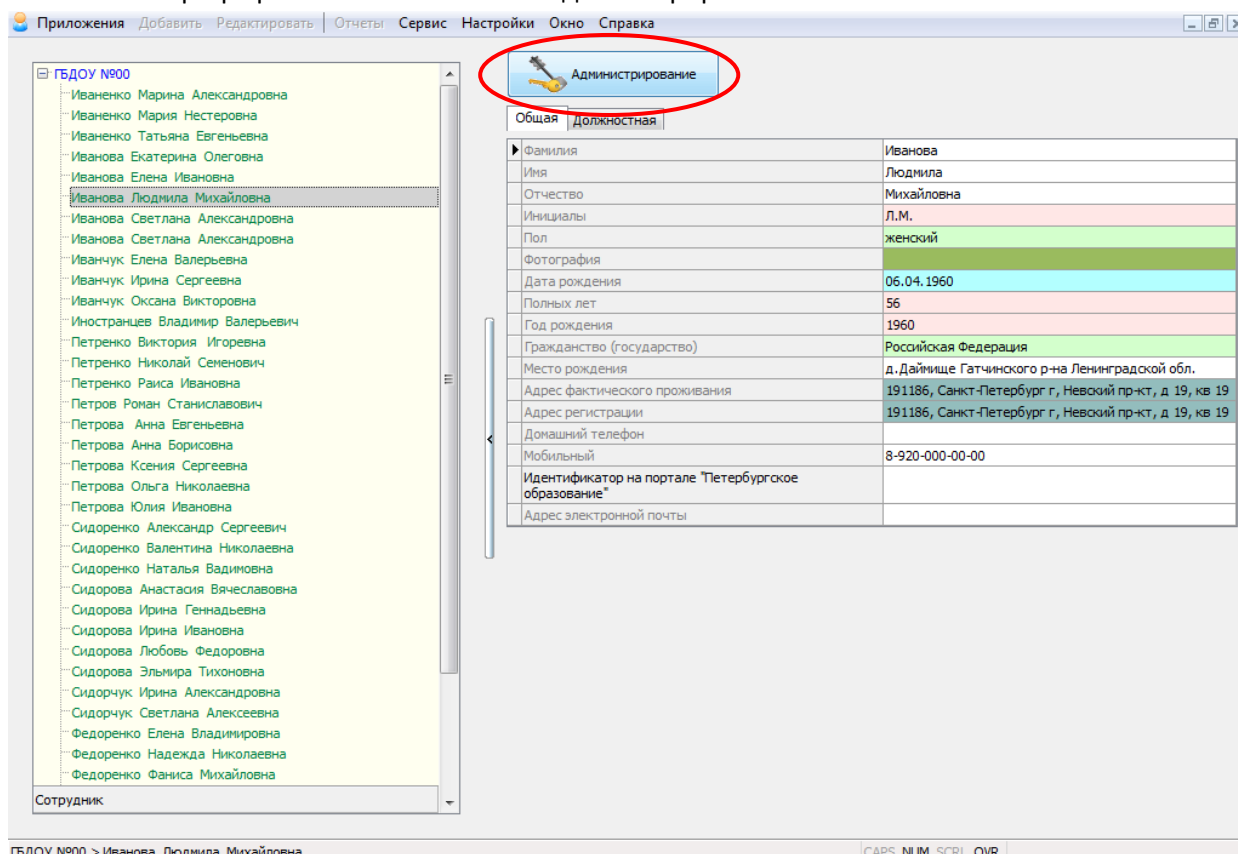 Приложения Добавить Редактировать Отчеты Сервис Настройки Окно Справка
ГБДОУ №00
Иваненко Марина Александровна
Иваненко Мария Нестеровна
Иваненко Татьяна Евгеньевна
Иванова Екатерина Олеговна
Иванова Елена Ивановна
Иванова Людмила Михайловна
Иванова Светлана Александровна
Иванова Светлана Александровна
Иванчук Елена Валерьевна
Иванчук Ирина Сергеевна
Иванчук Оксана Викторовна
Иностранцев Владимир Валерьевич
Петренко Виктория Игоревна
Петренко Николай Семенович
Петренко Раиса Ивановна
Петров Роман Станиславович
Петрова Анна Евгеньевна
Петрова Анна Борисовна
Петрова Ксения Сергеевна
Петрова Ольга Николаевна
Петрова Юлия Ивановна
Сидоренко Александр Сергеевич
Сидоренко Валентина Николаевна
Сидоренко Наталья Вадимовна
Сидорова Анастасия Вячеславовна
Сидорова Ирина Геннадьевна
Сидорова Ирина Ивановна
Сидорова Любовь Федоровна
Сидорова Эльмира Тихоновна
Сидорчук Ирина Александровна
Сидорчук Светлана Алексеевна
Федоренко Елена Владимировна
Федоренко Надежда Николаевна
Федоренко Фаниса Михайловна
Сотрудник
Администрирование
Общая Должностная
Фамилия Иванова
Имя Людмила
Отчество Михайловна
Инициалы Л.М.
Пол женский
Фотография
Дата рождения 06.04.1960
Полных лет 56
Год рождения 1960
Гражданство (государство) Российская Федерация
Место рождения д.Даймище Гатчинского р-на Ленинградской обл.
Адрес фактического проживания 191186, Санкт-Петербург г, Невский пр-кт, д 19, кв 19
Адрес регистрации 191186, Санкт-Петербург г, Невский пр-кт, д 19, кв 19
Домашний телефон
Мобильный 8-920-000-00-00
Идентификатор на портале "Петербургское
образование"
Адрес электронной почты
ГБДОУ №00 > Иванова Людмила Михайловна CAPS NUM SCRL OVR